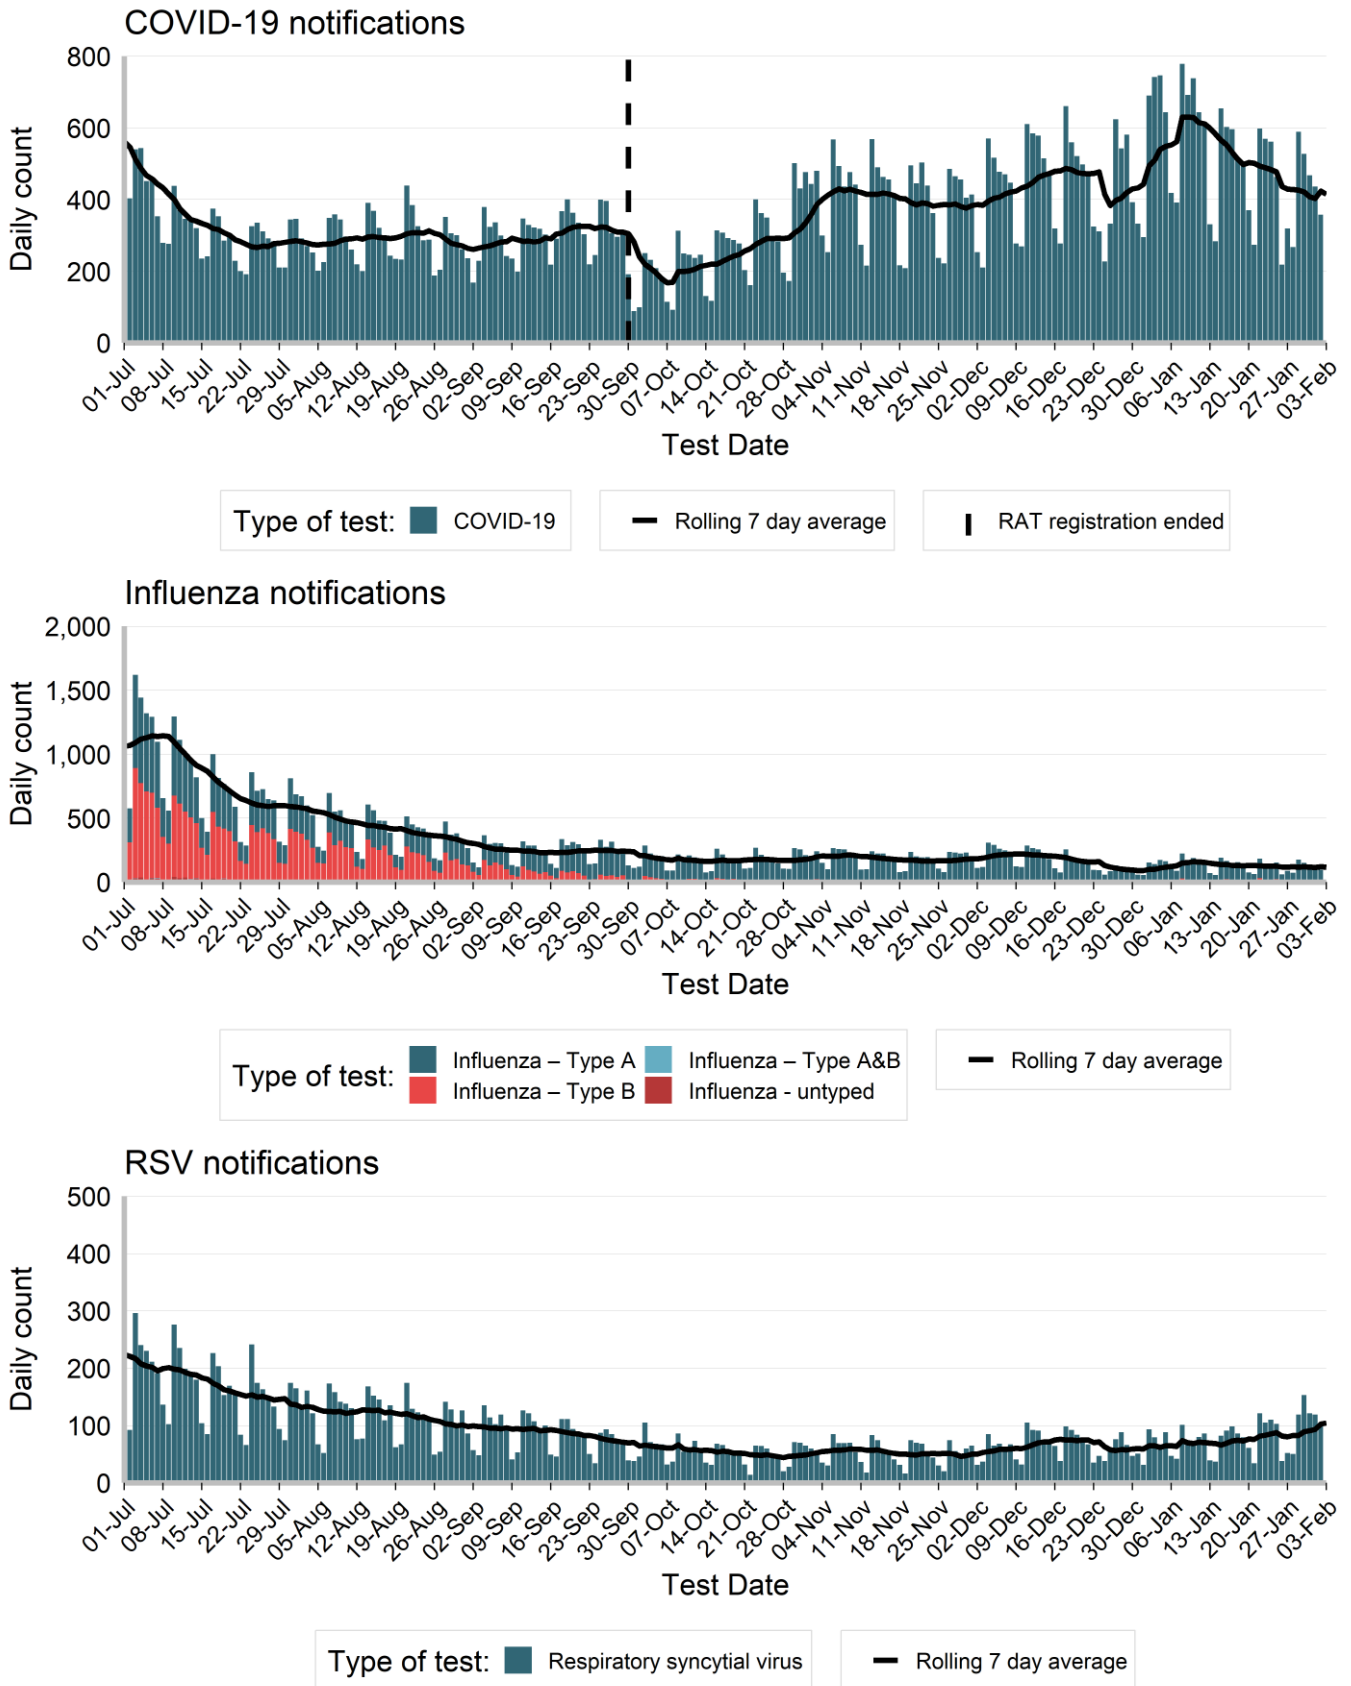 COVID-19 notifications
800
600
400
200
0
Daily count
01-Jul 08-Jul 15-Jul 22-Jul 29-Jul 05-Aug 12-Aug 19-Aug 26-Aug 02-Sep 09-Sep 16-Sep 23-Sep 30-Sep 07-Oct 14-Oct 21-Oct 28-Oct 04-Nov 11-Nov 18-Nov 25-Nov 02-Dec 09-Dec 16-Dec 23-Dec 30-Dec 06-Jan 13-Jan 20-Jan 27-Jan 03-Feb
Test Date
Type of test: COVID-19 Rolling 7 day average RAT registration ended
Influenza notifications
2,000
1,500
1,000
500
0
Daily count
01-Jul 08-Jul 15-Jul 22-Jul 29-Jul 05-Aug 12-Aug 19-Aug 26-Aug 02-Sep 09-Sep 16-Sep 23-Sep 30-Sep 07-Oct 14-Oct 21-Oct 28-Oct 04-Nov 11-Nov 18-Nov 25-Nov 02-Dec 09-Dec 16-Dec 23-Dec 30-Dec 06-Jan 13-Jan 20-Jan 27-Jan 03-Feb
Test Date
Type of test: Influenza – Type A Influenza – Type A&B Rolling 7 day average
Influenza – Type B Influenza - untyped
RSV notifications
500
400
300
200
100
0
Daily count
01-Jul 08-Jul 15-Jul 22-Jul 29-Jul 05-Aug 12-Aug 19-Aug 26-Aug 02-Sep 09-Sep 16-Sep 23-Sep 30-Sep 07-Oct 14-Oct 21-Oct 28-Oct 04-Nov 11-Nov 18-Nov 25-Nov 02-Dec 09-Dec 16-Dec 23-Dec 30-Dec 06-Jan 13-Jan 20-Jan 27-Jan 03-Feb
Test Date
Type of test: Respiratory syncytial virus Rolling 7 day average